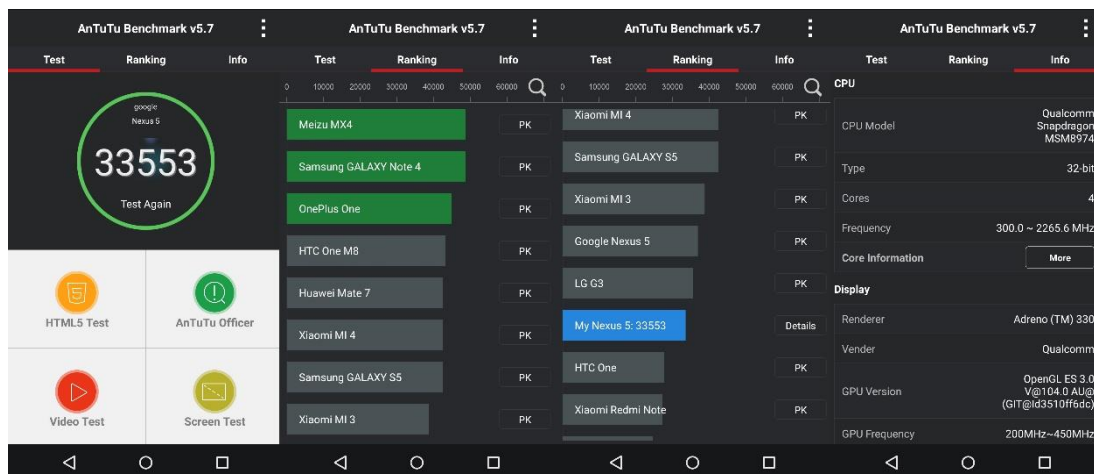 AnTuTu Benchmark v5.7
Test Ranking Info
google
Nexus 5
33553
Test Again
HTML5 Test
AnTuTu Officer
Video Test
Screen Test
AnTuTu Benchmark v5.7
Test Ranking Info
0 10000 20000 30000 40000 50000 60000
Meizu MX4 PK
Samsung GALAXY Note 4 PK
OnePlus One PK
HTC One M8 PK
Huawei Mate 7 PK
Xiaomi MI 4 PK
Samsung GALAXY S5 PK
Xiaomi MI 3 PK
AnTuTu Benchmark v5.7
Test Ranking Info
0 10000 20000 30000 40000 50000 60000
Xiaomi MI 4 PK
Samsung GALAXY S5 PK
Xiaomi MI 3 PK
Google Nexus 5 PK
LG G3 PK
My Nexus 5: 33553 Details
HTC One PK
Xiaomi Redmi Note PK
AnTuTu Benchmark v5.7
Test Ranking Info
CPU
CPU Model Qualcomm
Snapdragon
MSM8974
Type 32-bit
Cores 4
Frequency 300.0 ~ 2265.6 MHz
Core Information More
Display
Renderer Adreno (TM) 330
Vender Qualcomm
GPU Version OpenGL ES 3.0
V@104.0 AU@
(GIT@Id3510ff6dc)
GPU Frequency 200MHz~450MHz